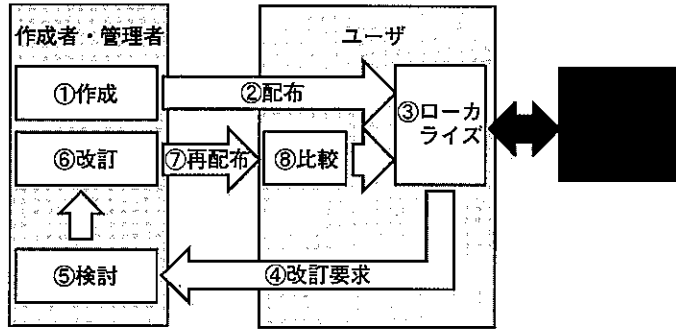 作成者・管理者
ユーザ
①作成
②配布
③ローカ
ライズ
⑥改訂
⑦再配布
⑧比較
⑤検討
④改訂要求